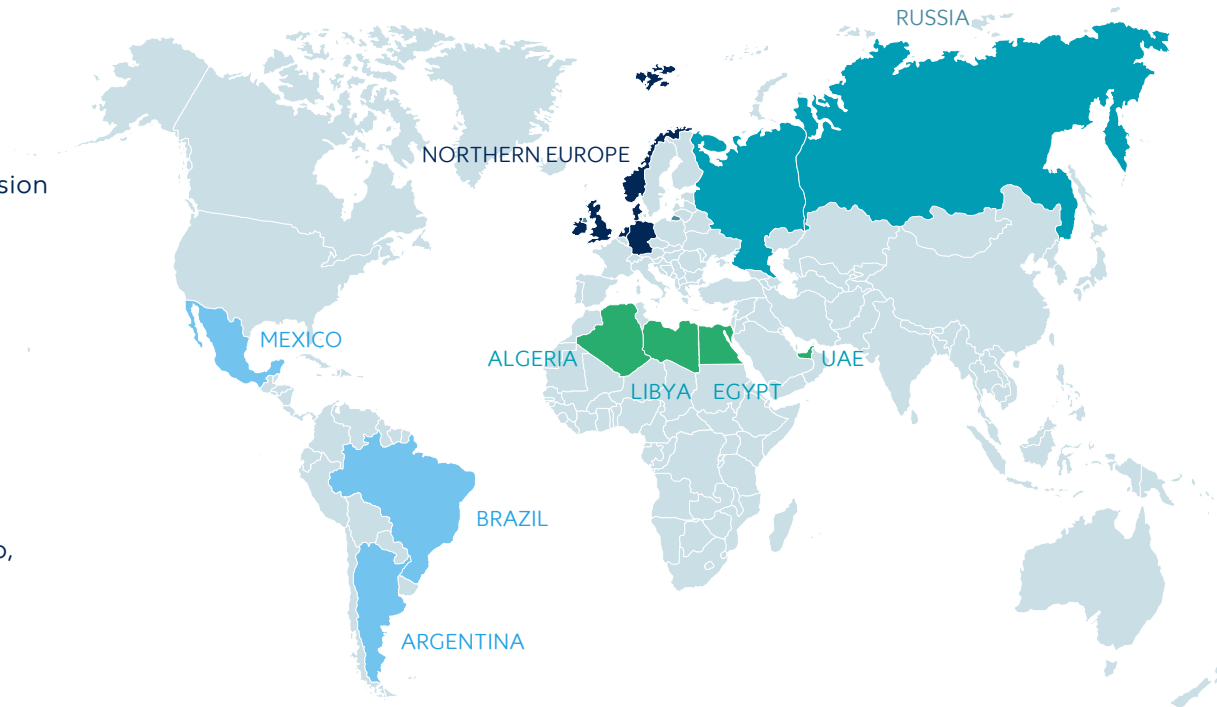 RUSSIA
NORTHERN EUROPE
sion
MEXICO
ALGERIA
UAE
LIBYA
EGYPT
BRAZIL
o,
ARGENTINA